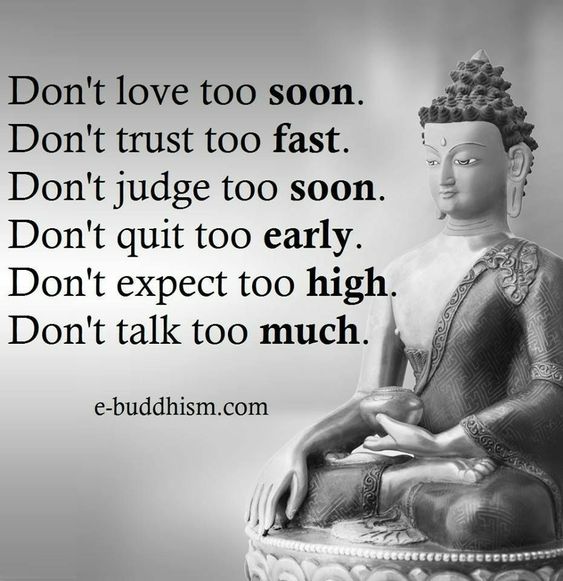 Don't love too soon.
Don't trust too fast.
Don't judge too soon.
Don't quit too early.
Don't expect too high.
Don't talk too much.
e-buddhism.com